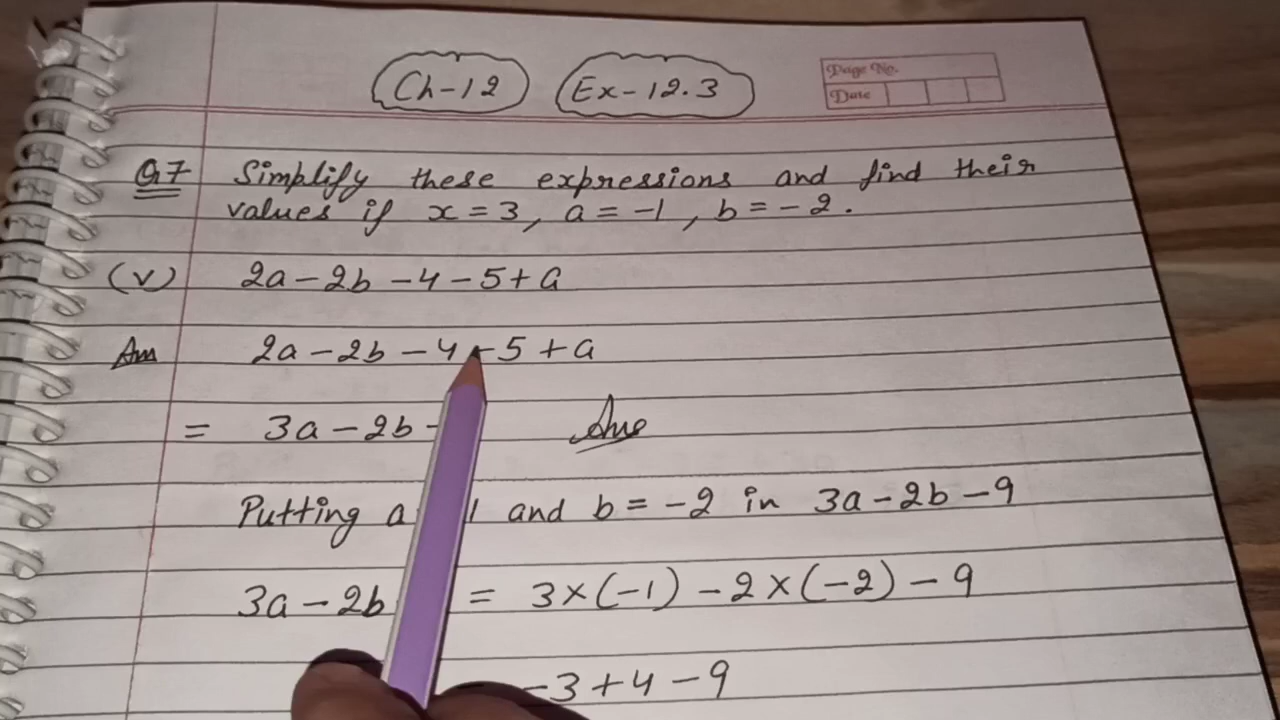 Ch-12 Ex-12.3
Page No.
Date
Q7 Simplify these expressions and find their
values if x = 3, a = -1, b = -2.
(v) 2a - 2b - 4 - 5 + a
Ans 2a - 2b - 4 - 5 + a
= 3a - 2b - Ans
Putting a 1 and b = -2 in 3a - 2b - 9
3a - 2b = 3 × (-1) - 2 × (-2) - 9
-3 + 4 - 9